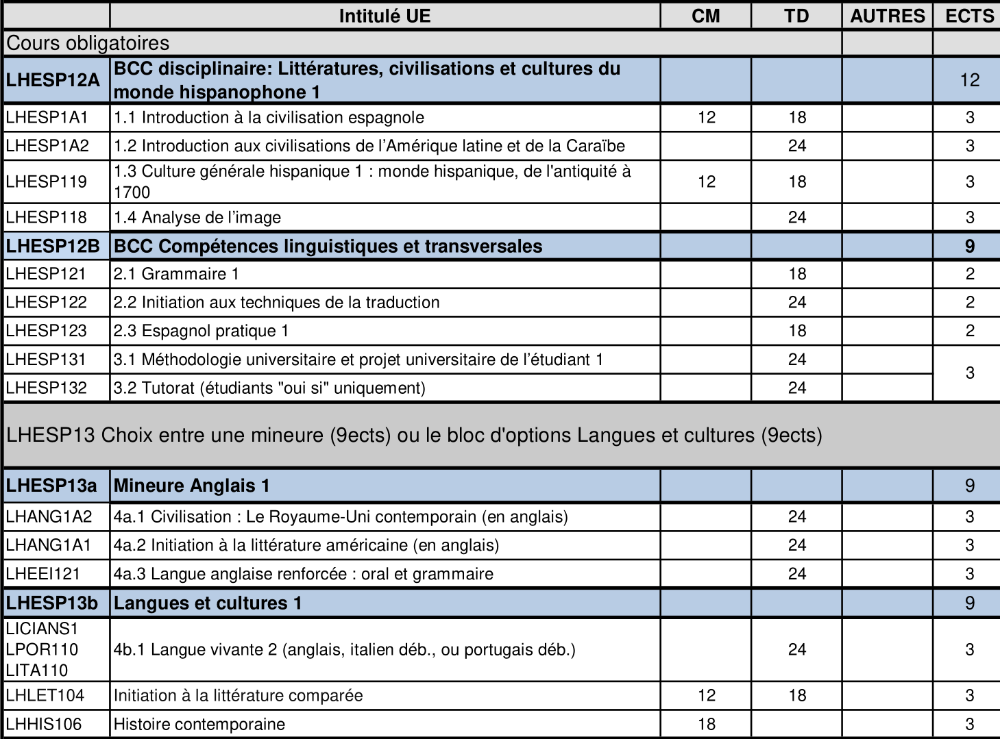 Intitulé UE CM TD AUTRES ECTS
Cours obligatoires
LHESP12A BCC disciplinaire: Littératures, civilisations et cultures du
monde hispanophone 1 12
LHESP1A1 1.1 Introduction à la civilisation espagnole 12 18 3
LHESP1A2 1.2 Introduction aux civilisations de l’Amérique latine et de la Caraïbe 24 3
LHESP119 1.3 Culture générale hispanique 1 : monde hispanique, de l'antiquité à
1700 12 18 3
LHESP118 1.4 Analyse de l’image 24 3
LHESP12B BCC Compétences linguistiques et transversales 9
LHESP121 2.1 Grammaire 1 18 2
LHESP122 2.2 Initiation aux techniques de la traduction 24 2
LHESP123 2.3 Espagnol pratique 1 18 2
LHESP131 3.1 Méthodologie universitaire et projet universitaire de l’étudiant 1 24 3
LHESP132 3.2 Tutorat (étudiants "oui si" uniquement) 24
LHESP13 Choix entre une mineure (9ects) ou le bloc d'options Langues et cultures (9ects)
LHESP13a Mineure Anglais 1 9
LHANG1A2 4a.1 Civilisation : Le Royaume-Uni contemporain (en anglais) 24 3
LHANG1A1 4a.2 Initiation à la littérature américaine (en anglais) 24 3
LHEEI121 4a.3 Langue anglaise renforcée : oral et grammaire 24 3
LHESP13b Langues et cultures 1 9
LICIANS1
LPOR110 4b.1 Langue vivante 2 (anglais, italien déb., ou portugais déb.) 24 3
LITA110
LHLET104 Initiation à la littérature comparée 12 18 3
LHHIS106 Histoire contemporaine 18 3